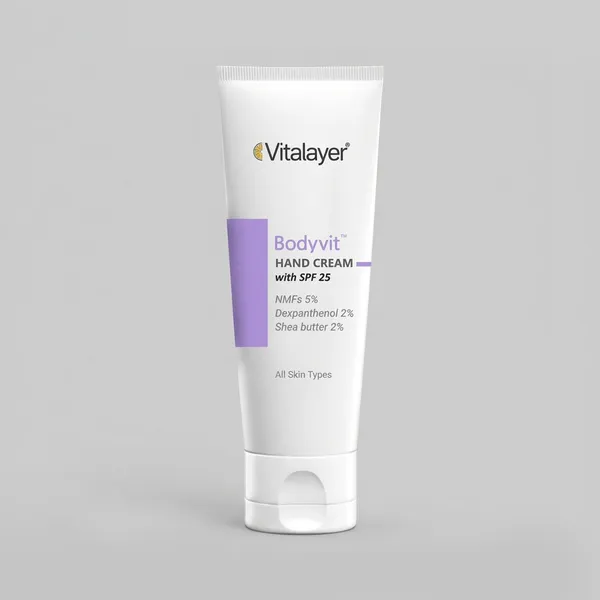 Vitalayer®
Bodyvit™
HAND CREAM
with SPF 25
NMFs 5%
Dexpanthenol 2%
Shea butter 2%
All Skin Types